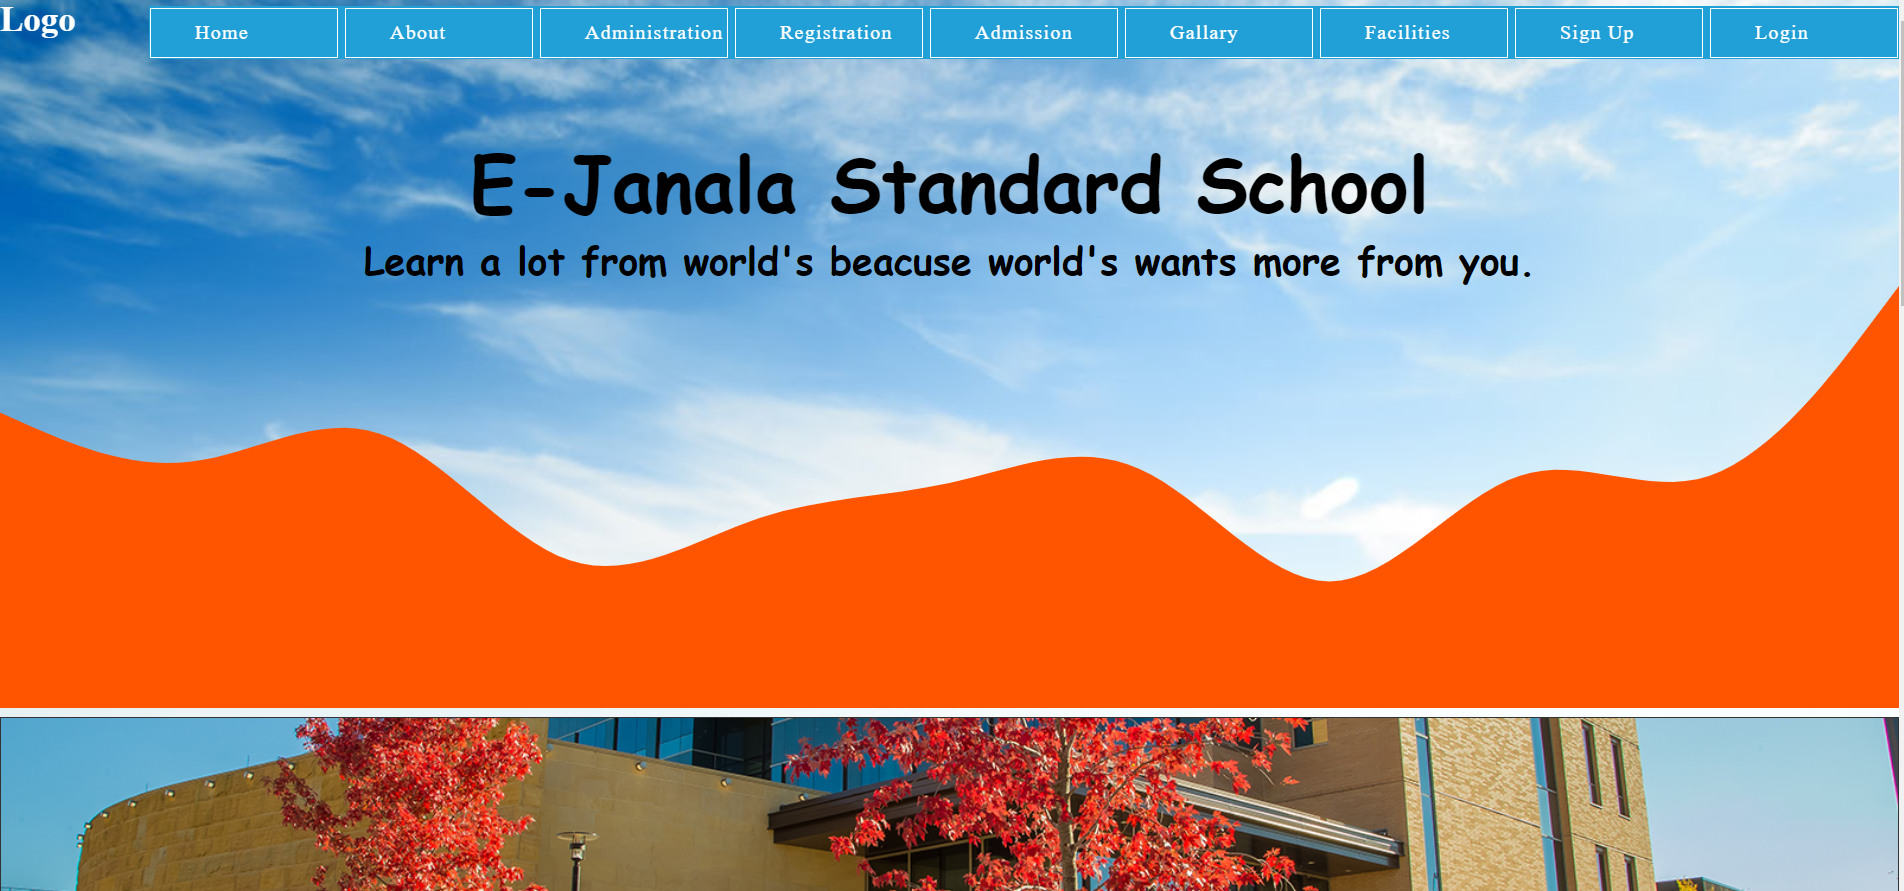 Logo
Home
About
Administration
Registration
Admission
Gallary
Facilities
Sign Up
Login
E-Janala Standard School
Learn a lot from world's beacuse world's wants more from you.